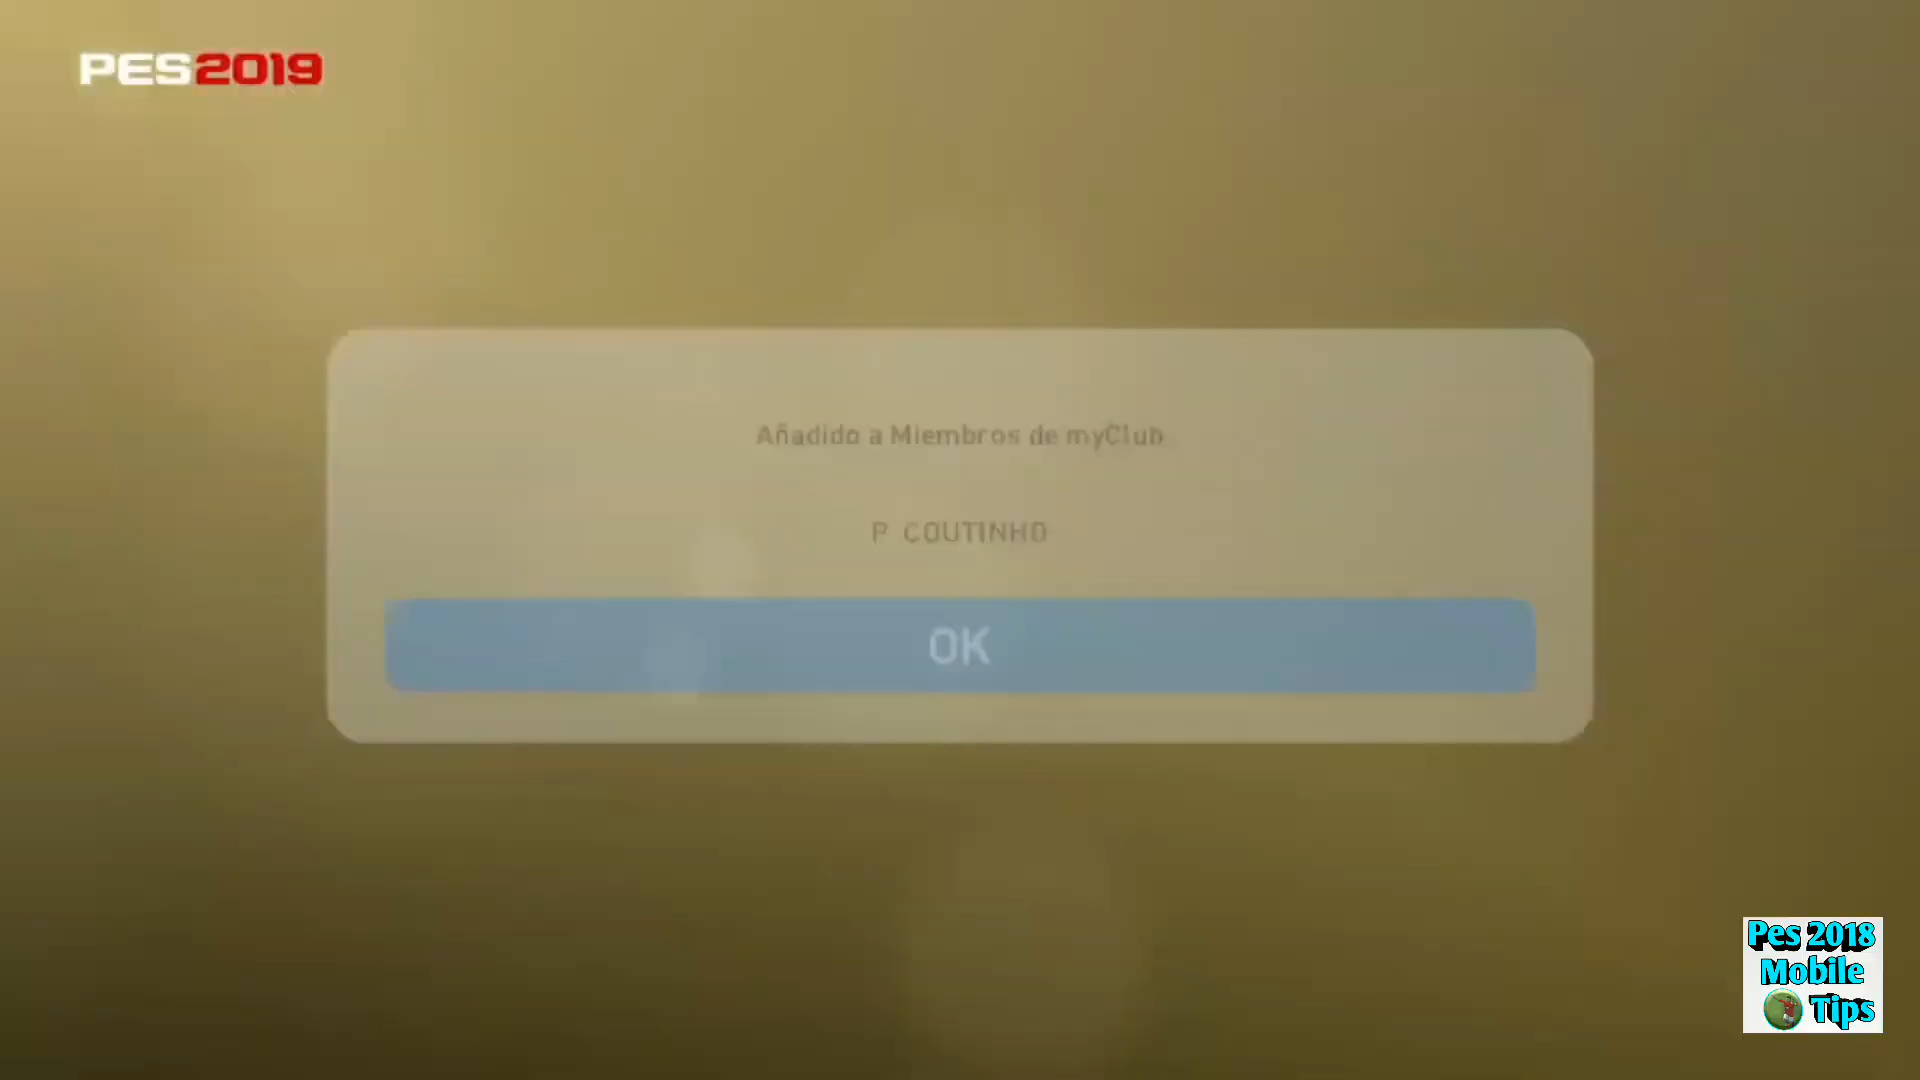 PES2019
Añadido a Miembros de myClub
P. COUTINHO
OK
Pes 2018
Mobile
Tips